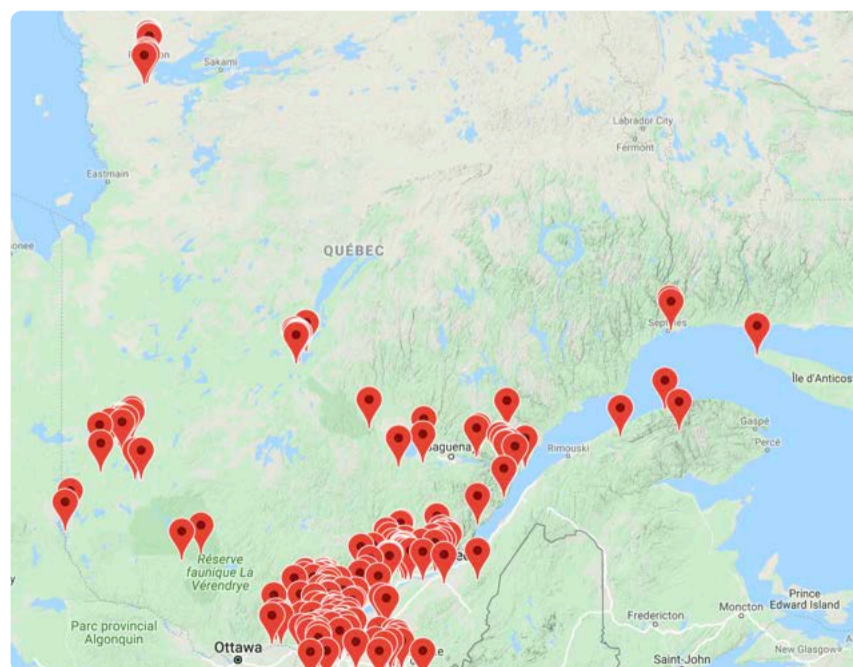 Sakami
Labrador City
Fermont
Eastmain
onee
QUÉBEC
Île d'Anticos
Gaspé
Percé
Rimouski
Réserve
faunique La
Vérendrye
Parc provincial
Algonquin
Ottawa
Prince
Edward Island
Moncton
Fredericton
Saint-John
New Glasgow